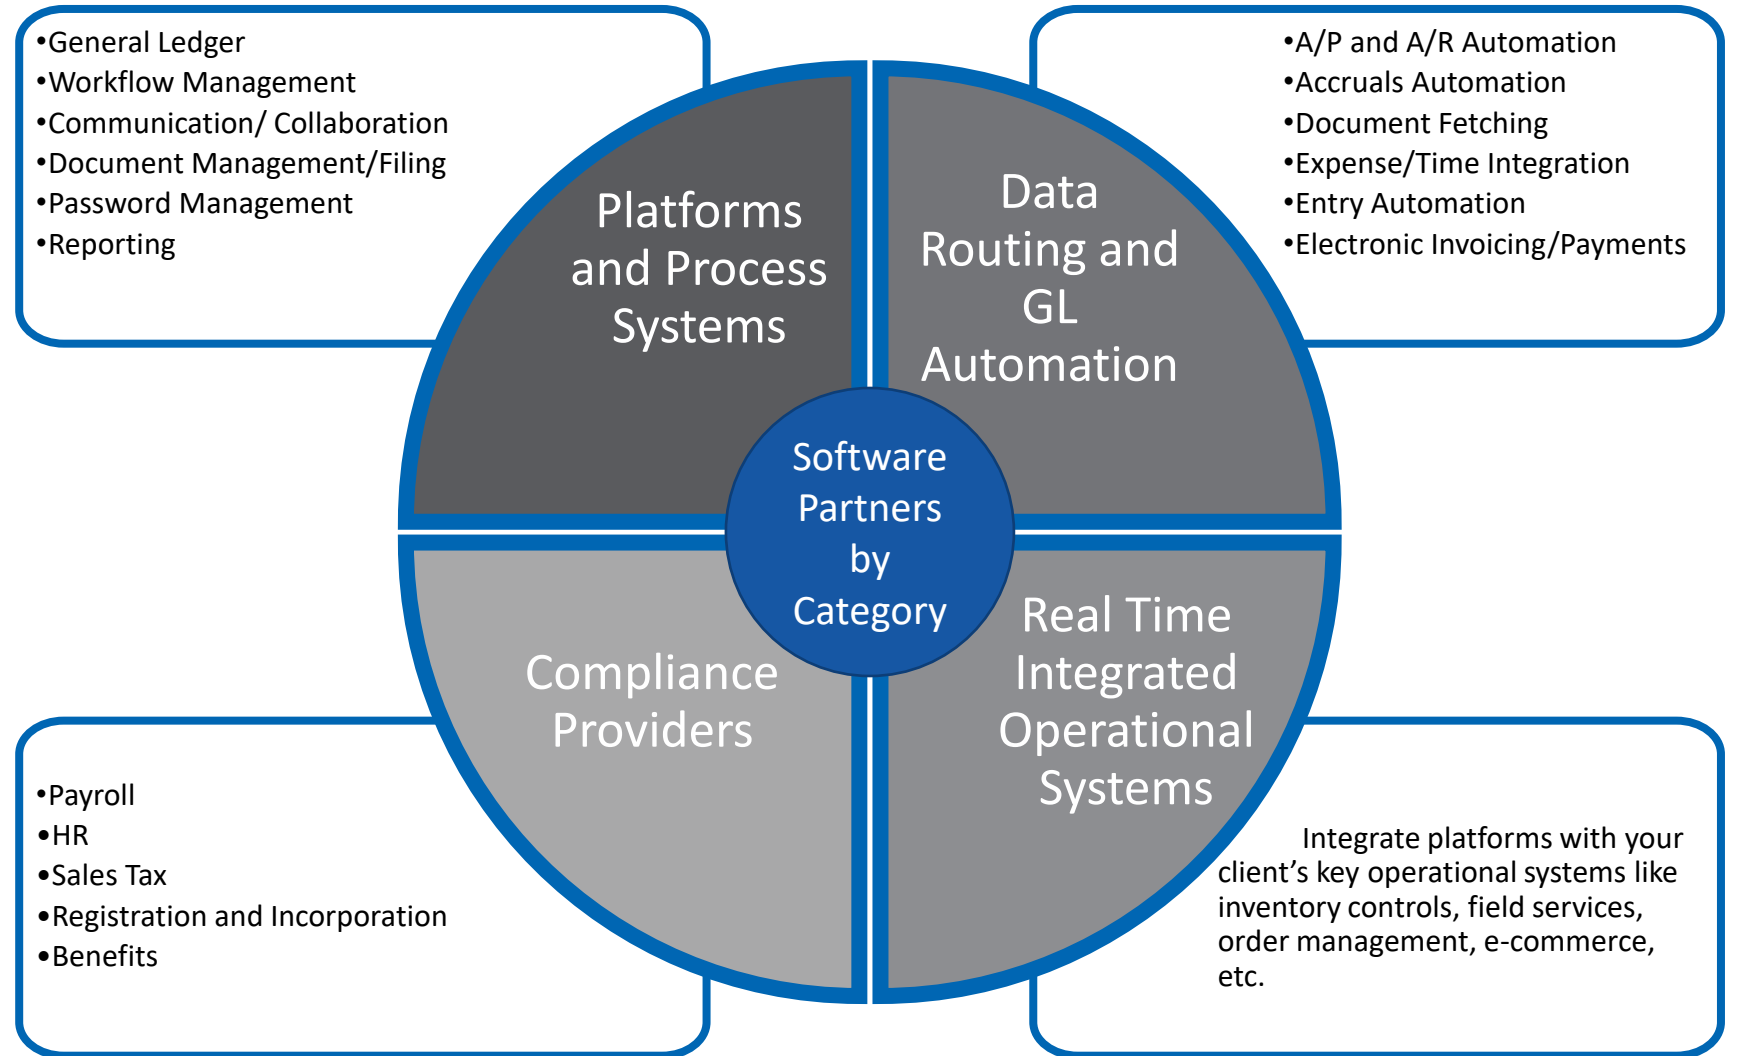 •General Ledger
•Workflow Management
•Communication/ Collaboration
•Document Management/Filing
•Password Management
•Reporting
•A/P and A/R Automation
•Accruals Automation
•Document Fetching
•Expense/Time Integration
•Entry Automation
•Electronic Invoicing/Payments
Platforms
and Process
Systems
Data
Routing and
GL
Automation
Software
Partners
by
Category
Compliance
Providers
Real Time
Integrated
Operational
Systems
•Payroll
•HR
•Sales Tax
•Registration and Incorporation
•Benefits
Integrate platforms with your
client’s key operational systems like
inventory controls, field services,
order management, e-commerce,
etc.